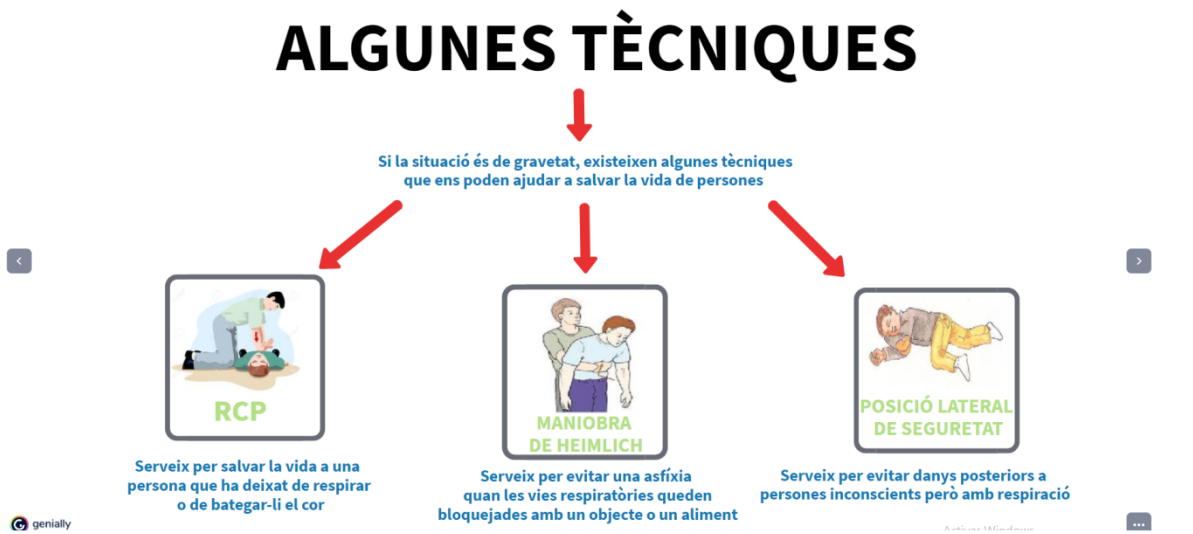 ALGUNES TÈCNIQUES
Si la situació és de gravetat, existeixen algunes tècniques
que ens poden ajudar a salvar la vida de persones
RCP
Serveix per salvar la vida a una
persona que ha deixat de respirar
o de bategar-li el cor
MANIOBRA
DE HEIMLICH
Serveix per evitar una asfíxia
quan les vies respiratòries queden
bloquejades amb un objecte o un aliment
POSICIÓ LATERAL
DE SEGURETAT
Serveix per evitar danys posteriors a
persones inconscients però amb respiració
genially